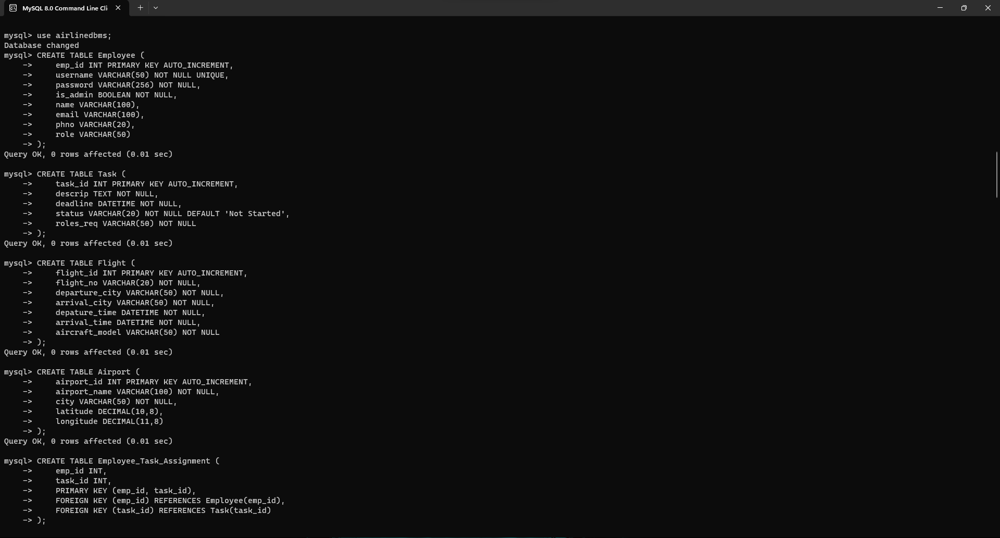 MySQL 8.0 Command Line Cli
mysql> use airlinedbms;
Database changed
mysql> CREATE TABLE Employee (
    ->     emp_id INT PRIMARY KEY AUTO_INCREMENT,
    ->     username VARCHAR(50) NOT NULL UNIQUE,
    ->     password VARCHAR(256) NOT NULL,
    ->     is_admin BOOLEAN NOT NULL,
    ->     name VARCHAR(100),
    ->     email VARCHAR(100),
    ->     phno VARCHAR(20),
    ->     role VARCHAR(50)
    -> );
Query OK, 0 rows affected (0.01 sec)

mysql> CREATE TABLE Task (
    ->     task_id INT PRIMARY KEY AUTO_INCREMENT,
    ->     descrip TEXT NOT NULL,
    ->     deadline DATETIME NOT NULL,
    ->     status VARCHAR(20) NOT NULL DEFAULT 'Not Started',
    ->     roles_req VARCHAR(50) NOT NULL
    -> );
Query OK, 0 rows affected (0.01 sec)

mysql> CREATE TABLE Flight (
    ->     flight_id INT PRIMARY KEY AUTO_INCREMENT,
    ->     flight_no VARCHAR(20) NOT NULL,
    ->     departure_city VARCHAR(50) NOT NULL,
    ->     arrival_city VARCHAR(50) NOT NULL,
    ->     depature_time DATETIME NOT NULL,
    ->     arrival_time DATETIME NOT NULL,
    ->     aircraft_model VARCHAR(50) NOT NULL
    -> );
Query OK, 0 rows affected (0.01 sec)

mysql> CREATE TABLE Airport (
    ->     airport_id INT PRIMARY KEY AUTO_INCREMENT,
    ->     airport_name VARCHAR(100) NOT NULL,
    ->     city VARCHAR(50) NOT NULL,
    ->     latitude DECIMAL(10,8),
    ->     longitude DECIMAL(11,8)
    -> );
Query OK, 0 rows affected (0.01 sec)

mysql> CREATE TABLE Employee_Task_Assignment (
    ->     emp_id INT,
    ->     task_id INT,
    ->     PRIMARY KEY (emp_id, task_id),
    ->     FOREIGN KEY (emp_id) REFERENCES Employee(emp_id),
    ->     FOREIGN KEY (task_id) REFERENCES Task(task_id)
    -> );